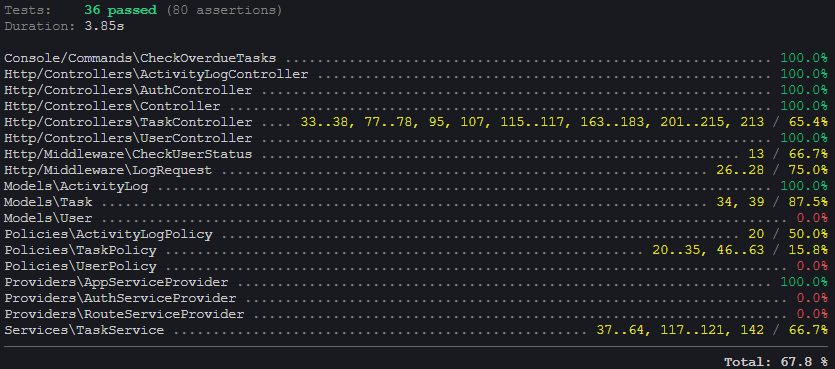 Tests:    36 passed (80 assertions)
Duration: 3.85s
Console/Commands\CheckOverdueTasks ........................................................... 100.0%
Http/Controllers\ActivityLogController ....................................................... 100.0%
Http/Controllers\AuthController .............................................................. 100.0%
Http/Controllers\Controller .................................................................. 100.0%
Http/Controllers\TaskController .... 33..38, 77..78, 95, 107, 115..117, 163..183, 201..215, 213 / 65.4%
Http/Controllers\UserController .............................................................. 100.0%
Http/Middleware\CheckUserStatus .......................................................... 13 / 66.7%
Http/Middleware\LogRequest ........................................................... 26..28 / 75.0%
Models\ActivityLog ........................................................................... 100.0%
Models\Task .......................................................................... 34, 39 / 87.5%
Models\User .................................................................................... 0.0%
Policies\ActivityLogPolicy ............................................................... 20 / 50.0%
Policies\TaskPolicy .......................................................... 20..35, 46..63 / 15.8%
Policies\UserPolicy ............................................................................ 0.0%
Providers\AppServiceProvider ................................................................. 100.0%
Providers\AuthServiceProvider .................................................................. 0.0%
Providers\RouteServiceProvider ................................................................. 0.0%
Services\TaskService .................................................. 37..64, 117..121, 142 / 66.7%
Total: 67.8 %